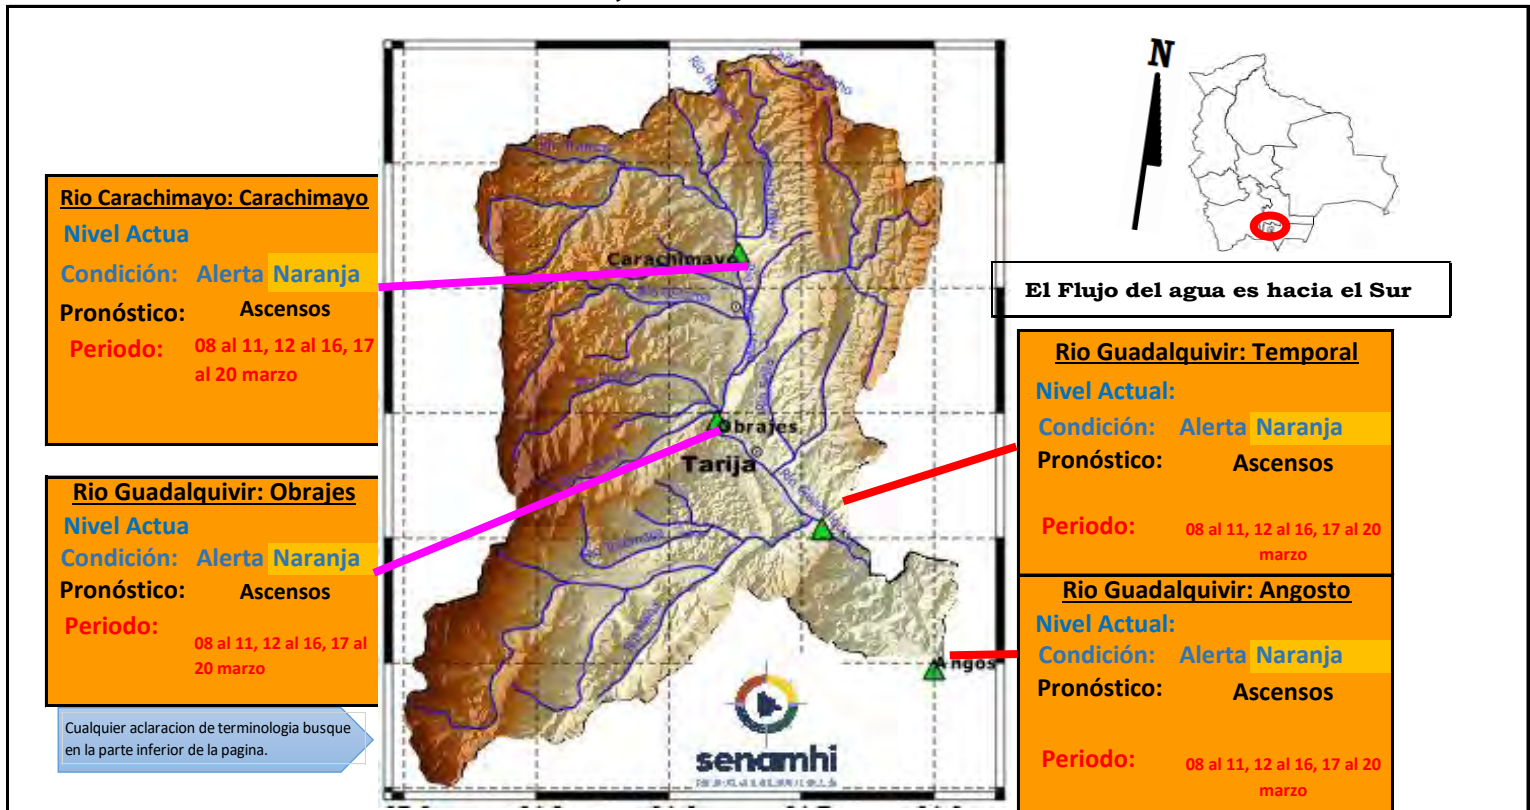 Rio Carachimayo: Carachimayo
Nivel Actua
Condición: Alerta Naranja
Pronóstico: Ascensos
Periodo: 08 al 11, 12 al 16, 17
al 20 marzo
Rio Guadalquivir: Obrajes
Nivel Actua
Condición: Alerta Naranja
Pronóstico: Ascensos
Periodo:
08 al 11, 12 al 16, 17 al
20 marzo
Cualquier aclaracion de terminologia busque
en la parte inferior de la pagina.
Carachimayo
Obrajes
Tarija
Angos
senamhi
N
El Flujo del agua es hacia el Sur
Rio Guadalquivir: Temporal
Nivel Actual:
Condición: Alerta Naranja
Pronóstico: Ascensos
Periodo: 08 al 11, 12 al 16, 17 al 20
marzo
Rio Guadalquivir: Angosto
Nivel Actual:
Condición: Alerta Naranja
Pronóstico: Ascensos
Periodo: 08 al 11, 12 al 16, 17 al 20
marzo